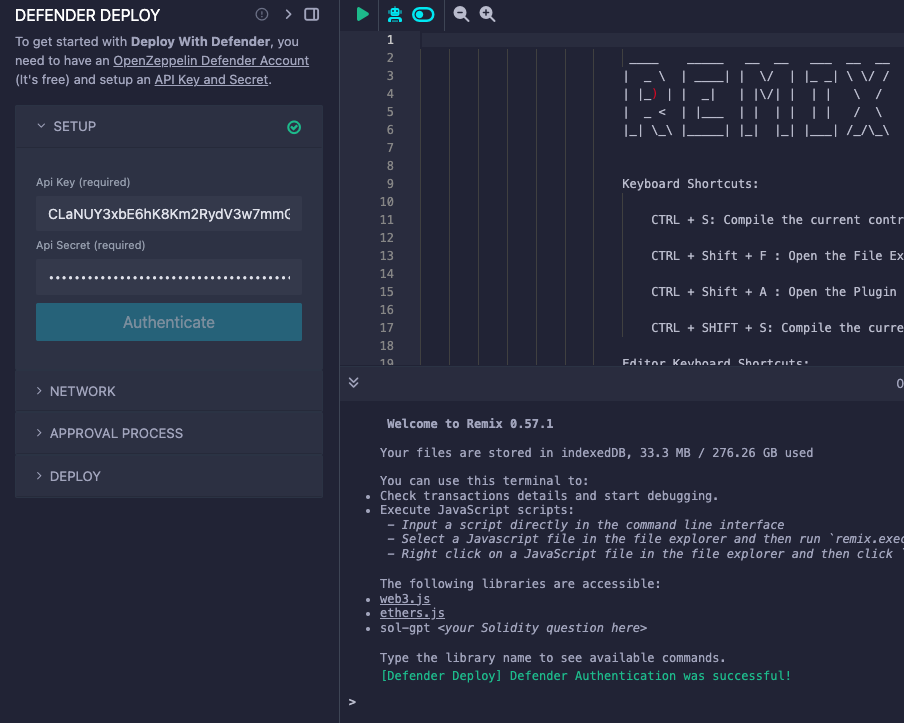 DEFENDER DEPLOY
To get started with Deploy With Defender, you
need to have an OpenZeppelin Defender Account
(It's free) and setup an API Key and Secret.
SETUP
Api Key (required)
CLaNUY3xbE6hK8Km2RydV3w7mmG
Api Secret (required)
Authenticate
NETWORK
APPROVAL PROCESS
DEPLOY
1
2
3
4
5
6
7
8
9
10
11
12
13
14
15
16
17
18
19
REMIX
Keyboard Shortcuts:
CTRL + S: Compile the current contr
CTRL + Shift + F : Open the File Ex
CTRL + Shift + A : Open the Plugin
CTRL + SHIFT + S: Compile the curre
Editor Keyboard Shortcuts:
0
Welcome to Remix 0.57.1
Your files are stored in indexedDB, 33.3 MB / 276.26 GB used
You can use this terminal to:
• Check transactions details and start debugging.
• Execute JavaScript scripts:
- Input a script directly in the command line interface
- Select a Javascript file in the file explorer and then run `remix.exec
- Right click on a JavaScript file in the file explorer and then click `
The following libraries are accessible:
• web3.js
• ethers.js
• sol-gpt <your Solidity question here>
Type the library name to see available commands.
[Defender Deploy] Defender Authentication was successful!
>